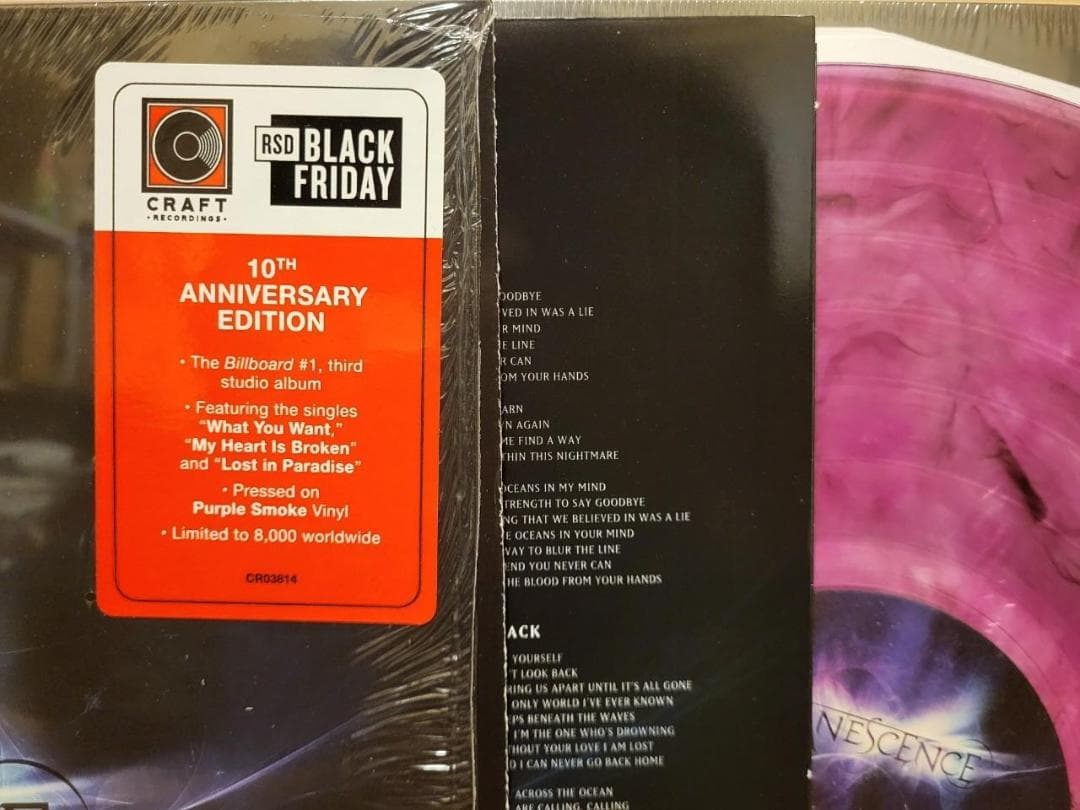 CRAFT
• RECORDINGS •
RSD BLACK
FRIDAY
10TH
ANNIVERSARY
EDITION
• The Billboard #1, third
studio album
• Featuring the singles
"What You Want,"
"My Heart Is Broken"
and "Lost in Paradise"
• Pressed on
Purple Smoke Vinyl
• Limited to 8,000 worldwide
CR03814
OODBYE
VED IN WAS A LIE
R MIND
E LINE
R CAN
OM YOUR HANDS
ARN
N AGAIN
ME FIND A WAY
THIN THIS NIGHTMARE
OCEANS IN MY MIND
TRENGTH TO SAY GOODBYE
NG THAT WE BELIEVED IN WAS A LIE
E OCEANS IN YOUR MIND
WAY TO BLUR THE LINE
END YOU NEVER CAN
HE BLOOD FROM YOUR HANDS
ACK
YOURSELF
'T LOOK BACK
RING US APART UNTIL IT'S ALL GONE
ONLY WORLD I'VE EVER KNOWN
PS BENEATH THE WAVES
I'M THE ONE WHO'S DROWNING
THOUT YOUR LOVE I AM LOST
D I CAN NEVER GO BACK HOME
ACROSS THE OCEAN
ARE CALLING, CALLING
NESCENCE